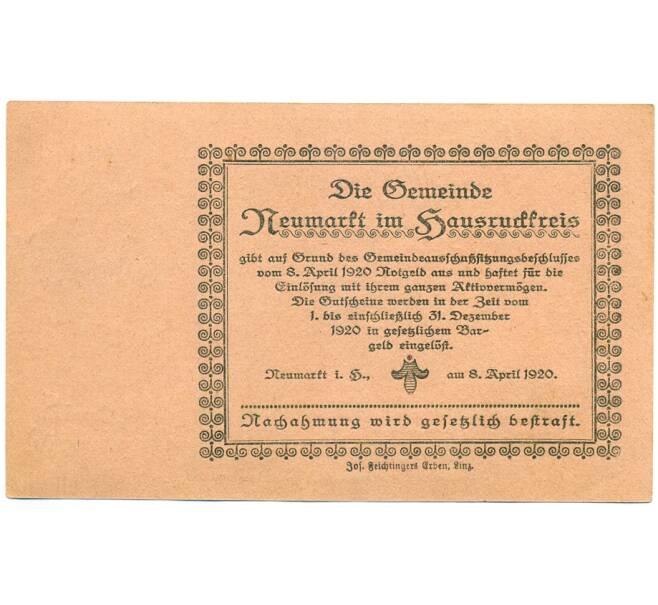 Die Gemeinde
Neumarkt im Hausruckkreis
gibt auf Grund des Gemeindeausschußsitzungsbeschlusses
vom 8. April 1920 Notgeld aus und haftet für die
Einlösung mit ihrem ganzen Aktivvermögen.
Die Gutscheine werden in der Zeit vom
1. bis einschließlich 31. Dezember
1920 in gesetzlichem Bar-
geld eingelöst.
Neumarkt i. H., am 8. April 1920.
Nachahmung wird gesetzlich bestraft.
Jos. Feichtingers Erben, Linz.